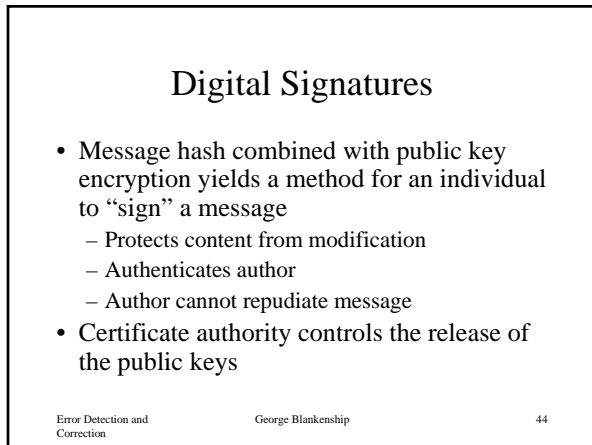 Digital Signatures
• Message hash combined with public key
encryption yields a method for an individual
to “sign” a message
– Protects content from modification
– Authenticates author
– Author cannot repudiate message
• Certificate authority controls the release of
the public keys
Error Detection and
Correction
George Blankenship
44